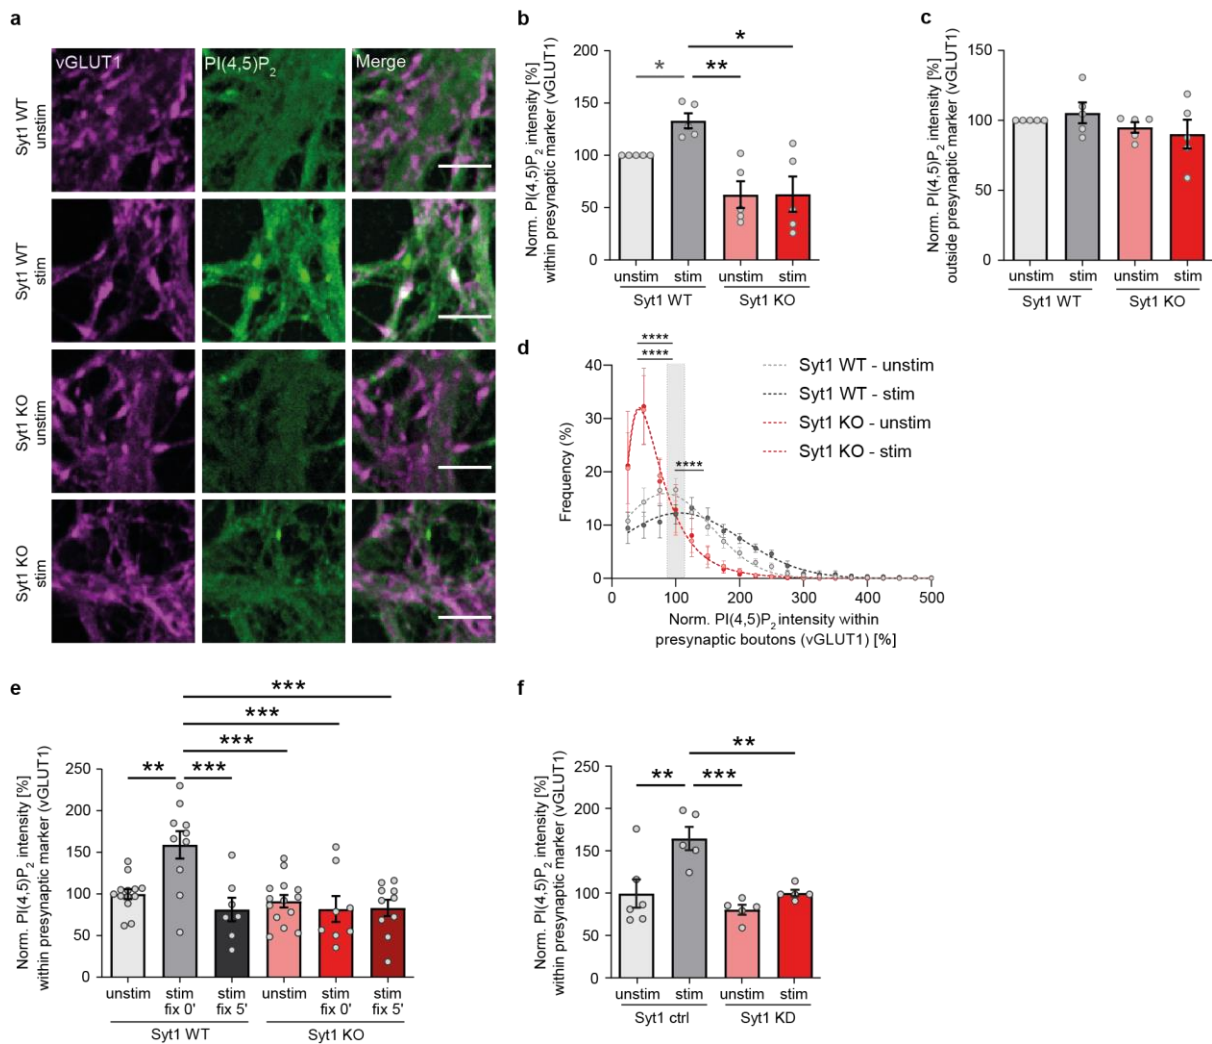 a
vGLUT1
PI(4,5)P2
Merge
Syt1 WT
unstim
Syt1 WT
stim
Syt1 KO
unstim
Syt1 KO
stim
b
Norm. PI(4,5)P2 intensity [%]
within presynaptic marker (vGLUT1)
200
150
100
50
0
*
*
**
unstim
stim
unstim
stim
Syt1 WT
Syt1 KO
c
Norm. PI(4,5)P2 intensity [%]
outside presynaptic marker (vGLUT1)
150
100
50
0
unstim
stim
unstim
stim
Syt1 WT
Syt1 KO
d
****
****
****
Frequency (%)
40
30
20
10
0
0
100
200
300
400
500
Norm. PI(4,5)P2 intensity within
presynaptic boutons (vGLUT1) [%]
Syt1 WT - unstim
Syt1 WT - stim
Syt1 KO - unstim
Syt1 KO - stim
e
***
***
***
**
***
Norm. PI(4,5)P2 intensity [%]
within presynaptic marker (vGLUT1)
250
200
150
100
50
0
unstim
stim
fix 0'
stim
fix 5'
unstim
stim
fix 0'
stim
fix 5'
Syt1 WT
Syt1 KO
f
**
**
***
Norm. PI(4,5)P2 intensity [%]
within presynaptic marker (vGLUT1)
250
200
150
100
50
0
unstim
stim
unstim
stim
Syt1 ctrl
Syt1 KD